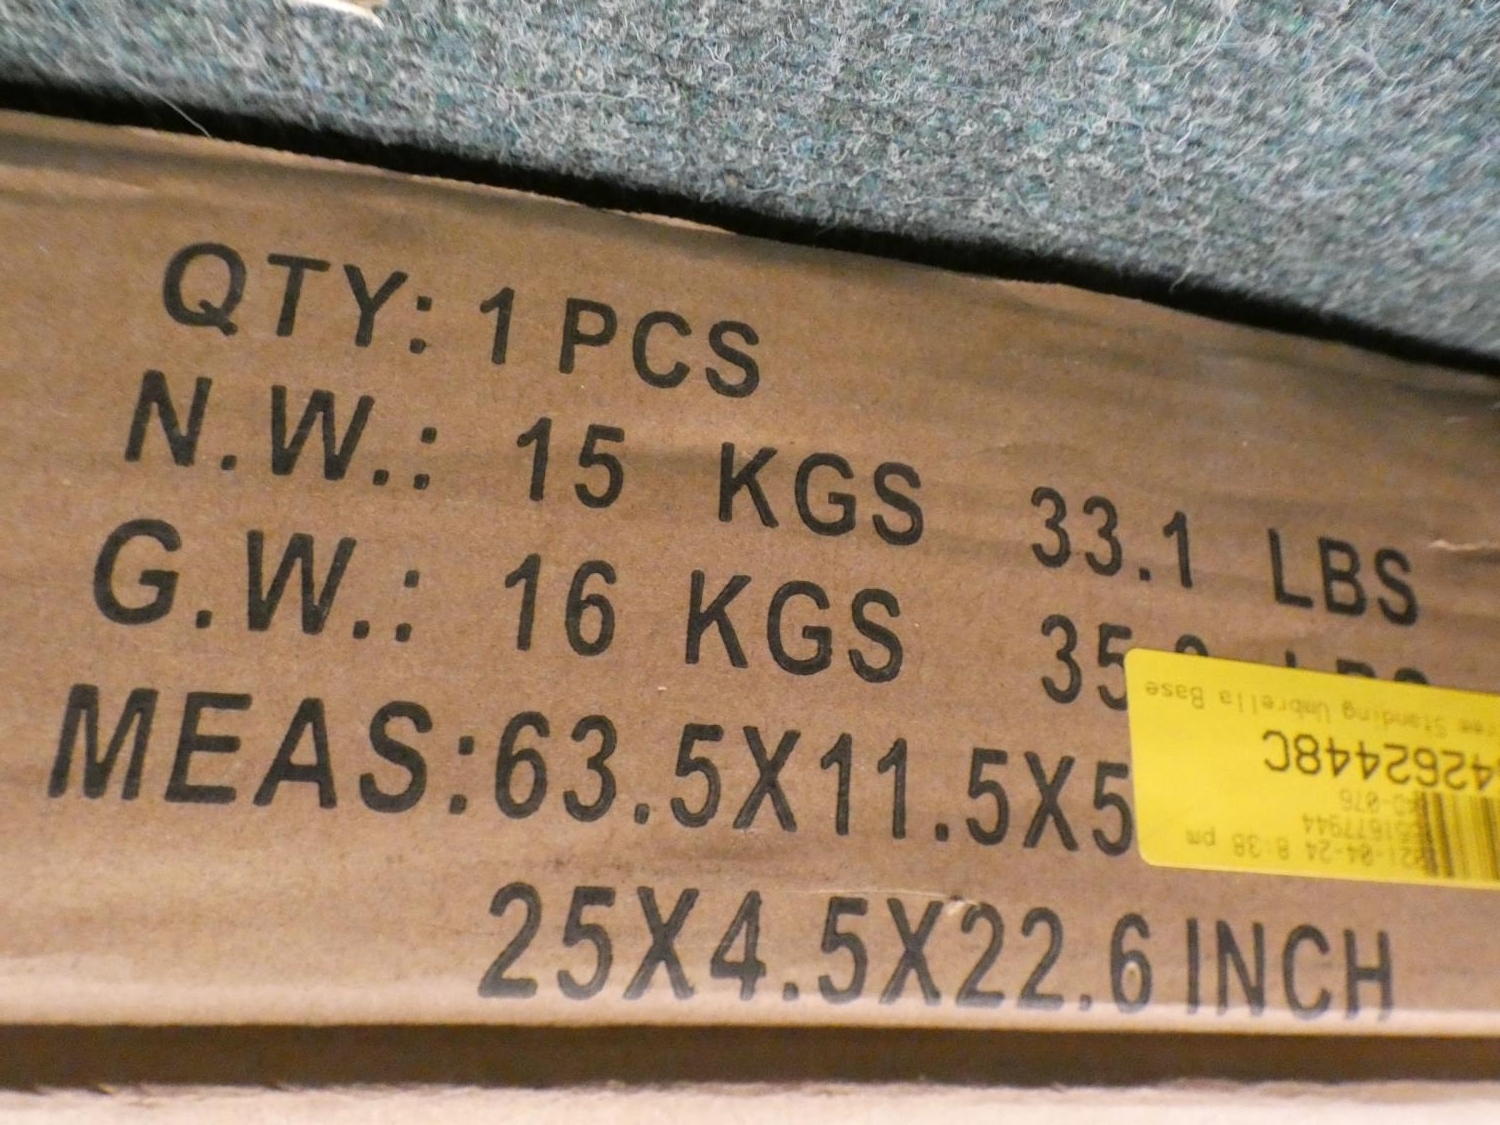 QTY: 1 PCS
N.W.: 15 KGS 33.1 LBS
G.W.: 16 KGS
MEAS:63.5X11.5X5
25X4.5X22.6 INCH
Standing Umbrella Base
4262448C